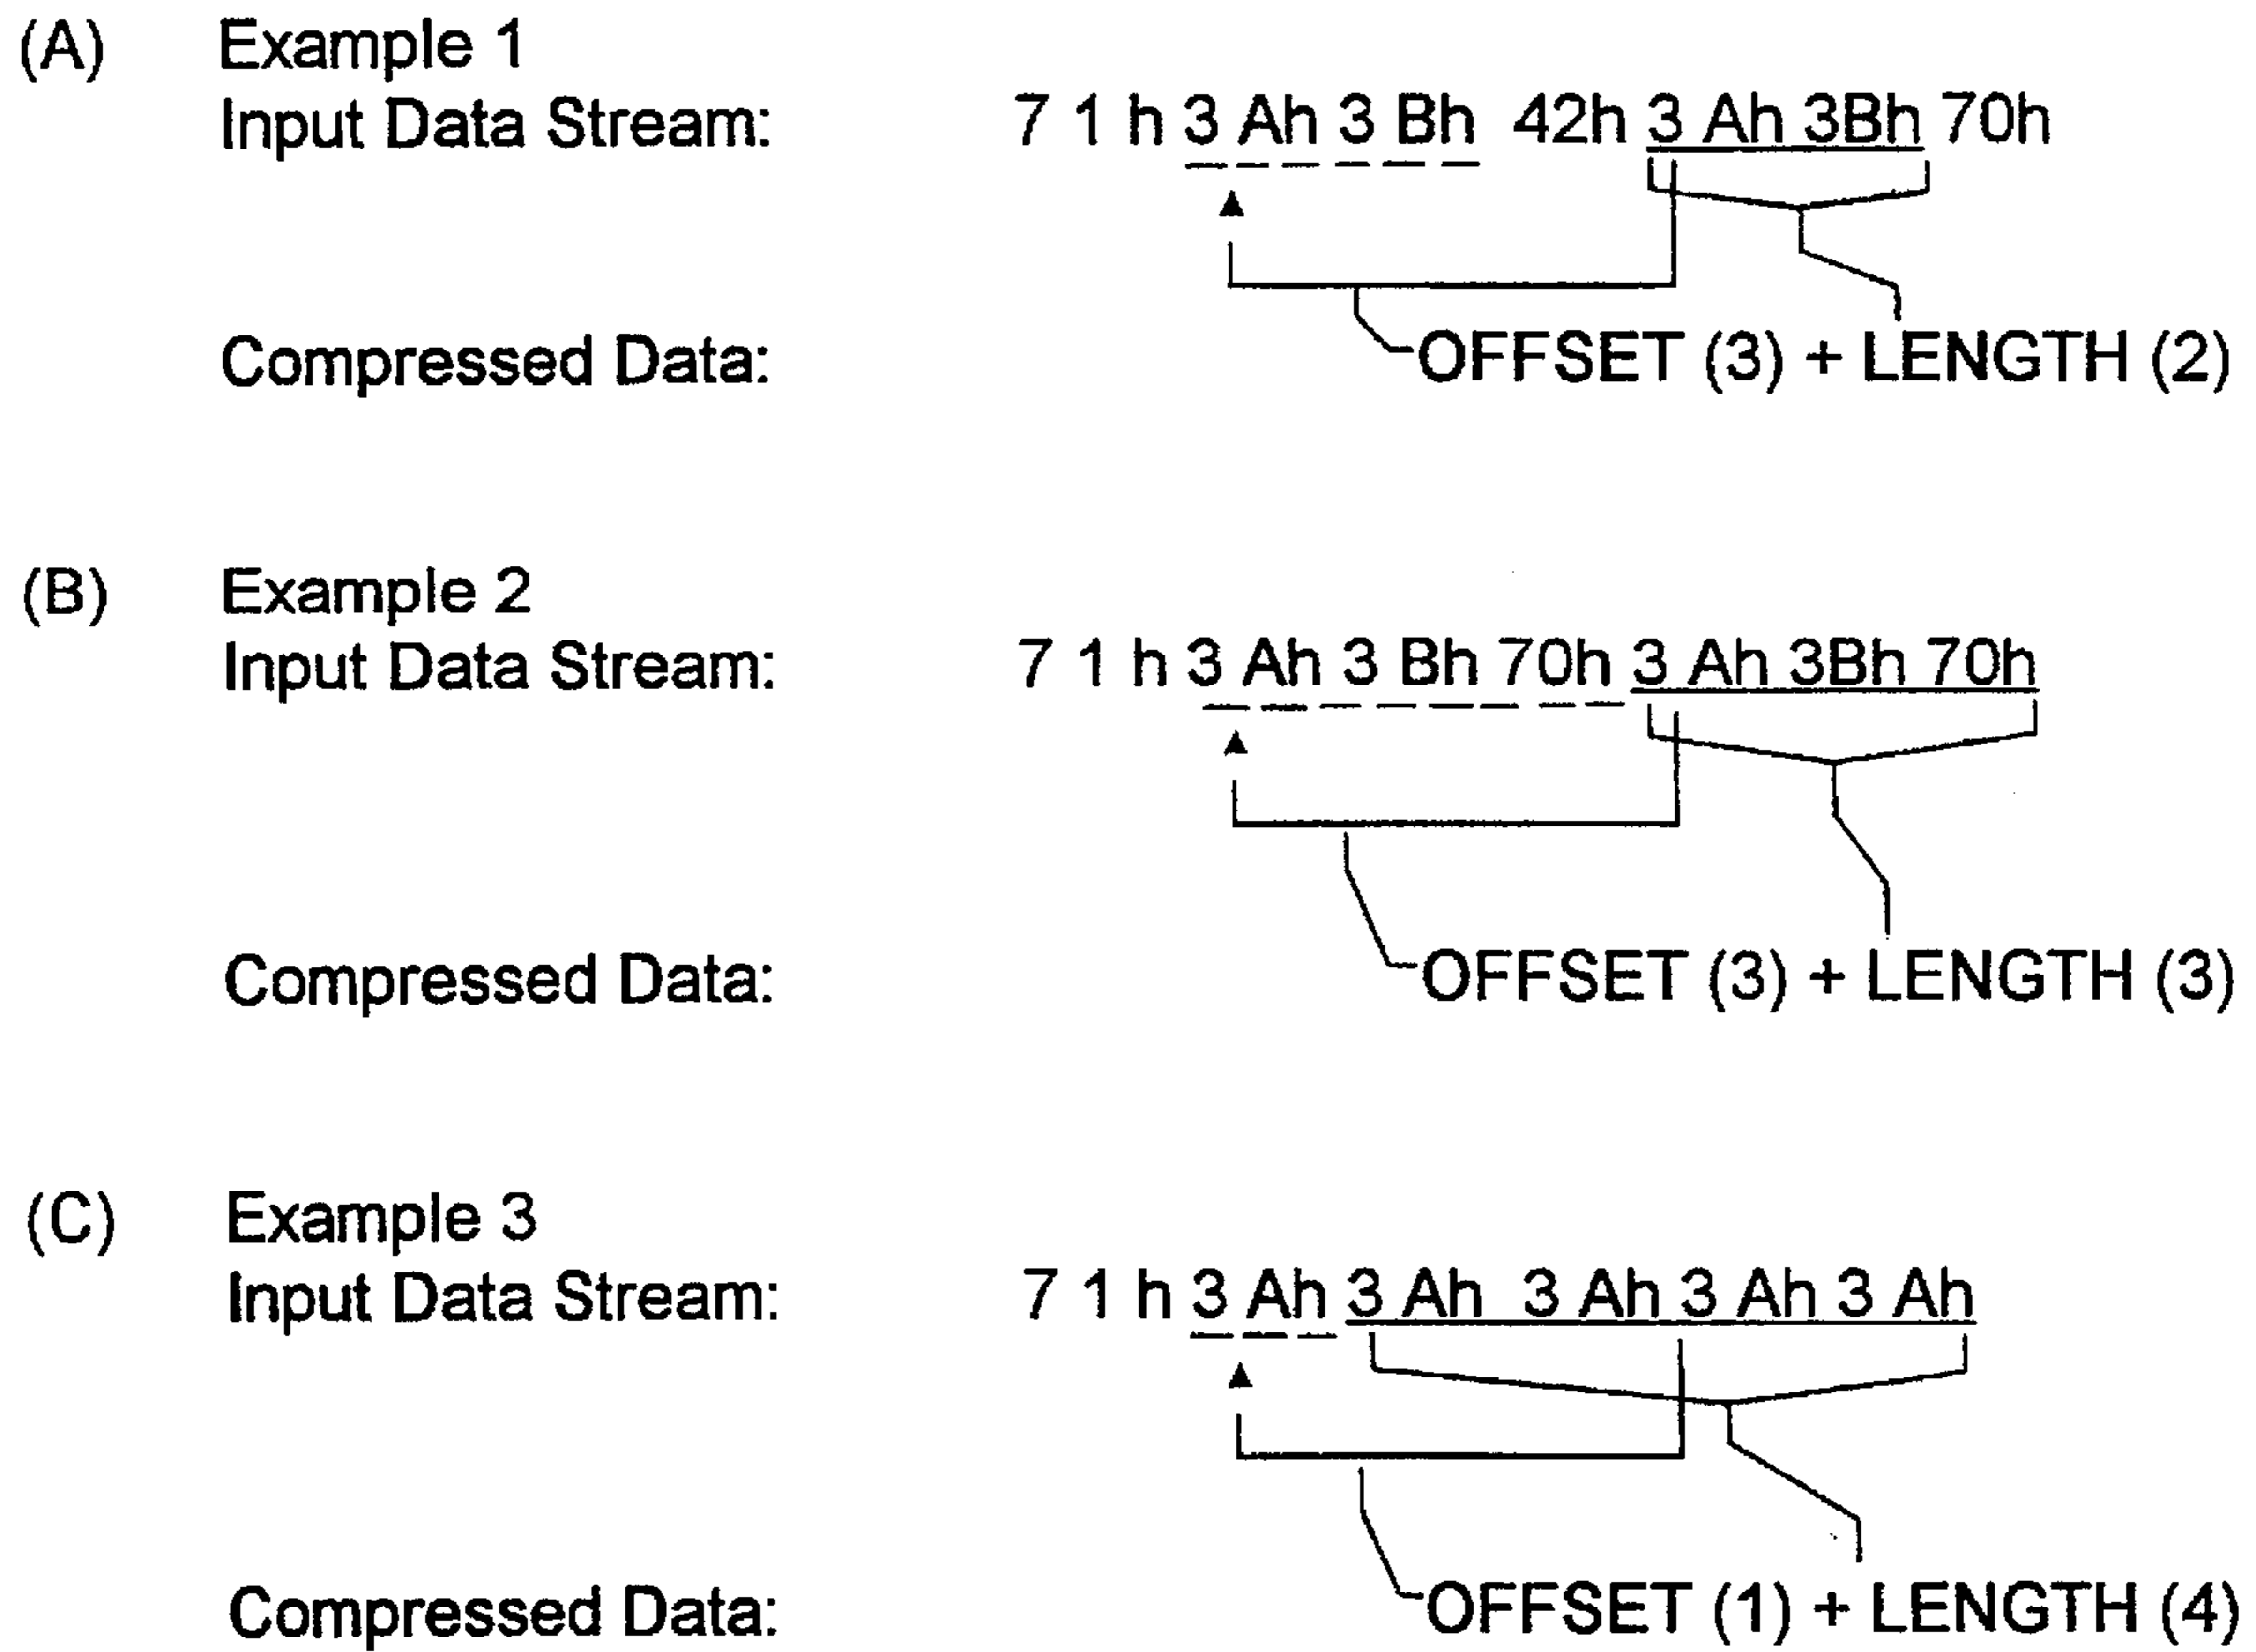 (A) Example 1
Input Data Stream: 7 1 h 3 Ah 3 Bh 42h 3 Ah 3Bh 70h
Compressed Data: OFFSET (3) + LENGTH (2)
(B) Example 2
Input Data Stream: 7 1 h 3 Ah 3 Bh 70h 3 Ah 3Bh 70h
Compressed Data: OFFSET (3) + LENGTH (3)
(C) Example 3
Input Data Stream: 7 1 h 3 Ah 3 Ah 3 Ah 3 Ah 3 Ah
Compressed Data: OFFSET (1) + LENGTH (4)